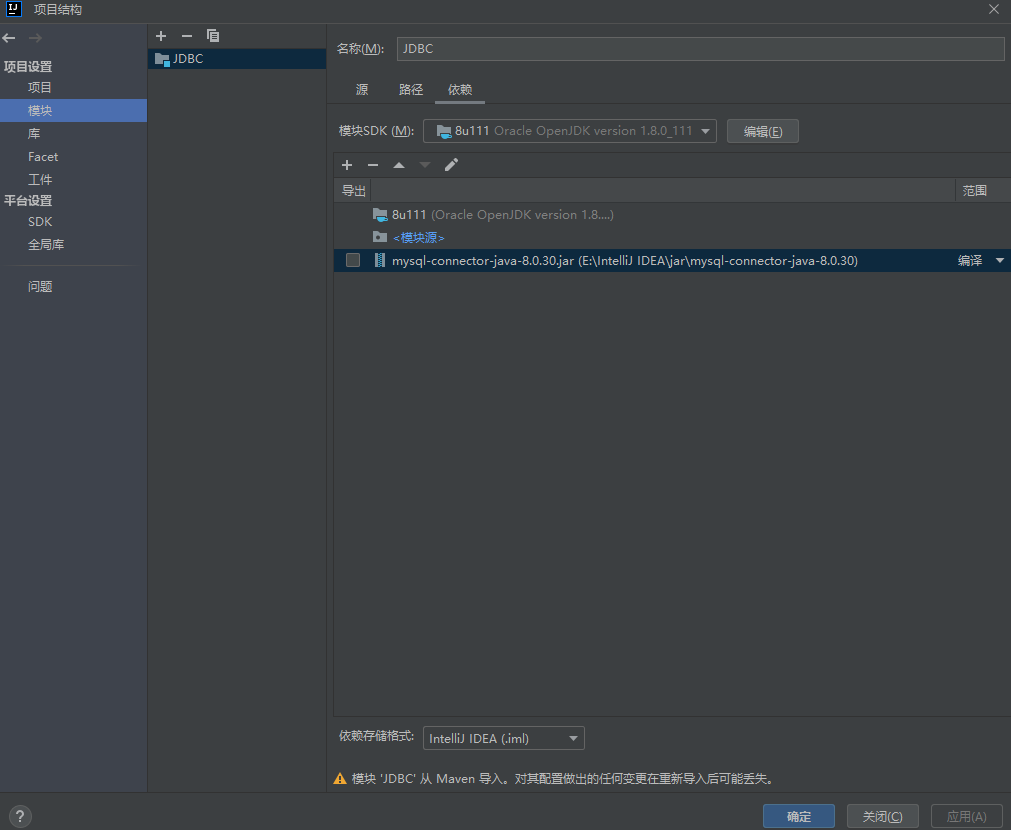 项目结构
项目设置
项目
模块
库
Facet
工件
平台设置
SDK
全局库
问题
JDBC
名称(M): JDBC
源 路径 依赖
模块SDK (M): 8u111 Oracle OpenJDK version 1.8.0_111 编辑(E)
导出 范围
8u111 (Oracle OpenJDK version 1.8....)
<模块源>
mysql-connector-java-8.0.30.jar (E:\IntelliJ IDEA\jar\mysql-connector-java-8.0.30) 编译
依赖存储格式: IntelliJ IDEA (.iml)
模块 'JDBC' 从 Maven 导入。对其配置做出的任何变更在重新导入后可能丢失。
? 确定 关闭(C) 应用(A)